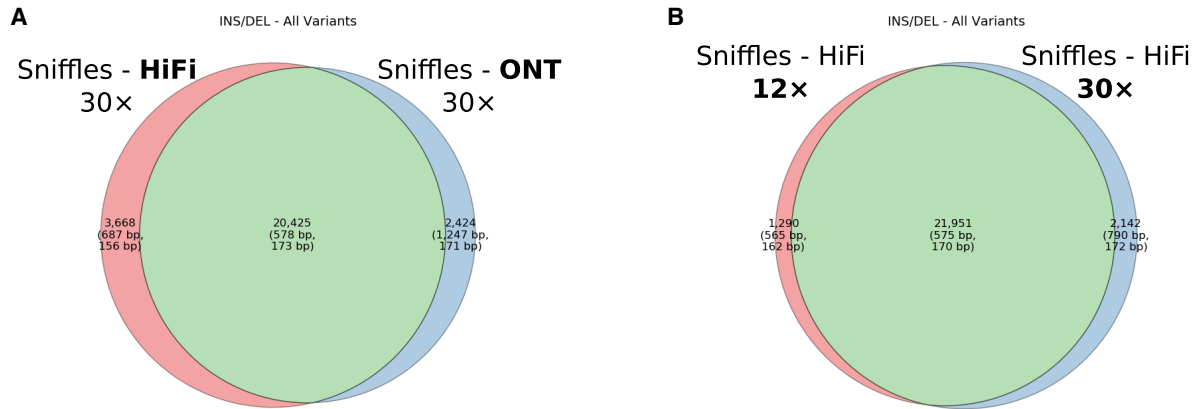 A
INS/DEL - All Variants
Sniffles - HiFi
30×
Sniffles - ONT
30×
3,668
(687 bp,
156 bp)
20,425
(578 bp,
173 bp)
2,424
(1,247 bp,
171 bp)
B
INS/DEL - All Variants
Sniffles - HiFi
12×
Sniffles - HiFi
30×
1,290
(565 bp,
162 bp)
21,951
(575 bp,
170 bp)
2,142
(790 bp,
172 bp)